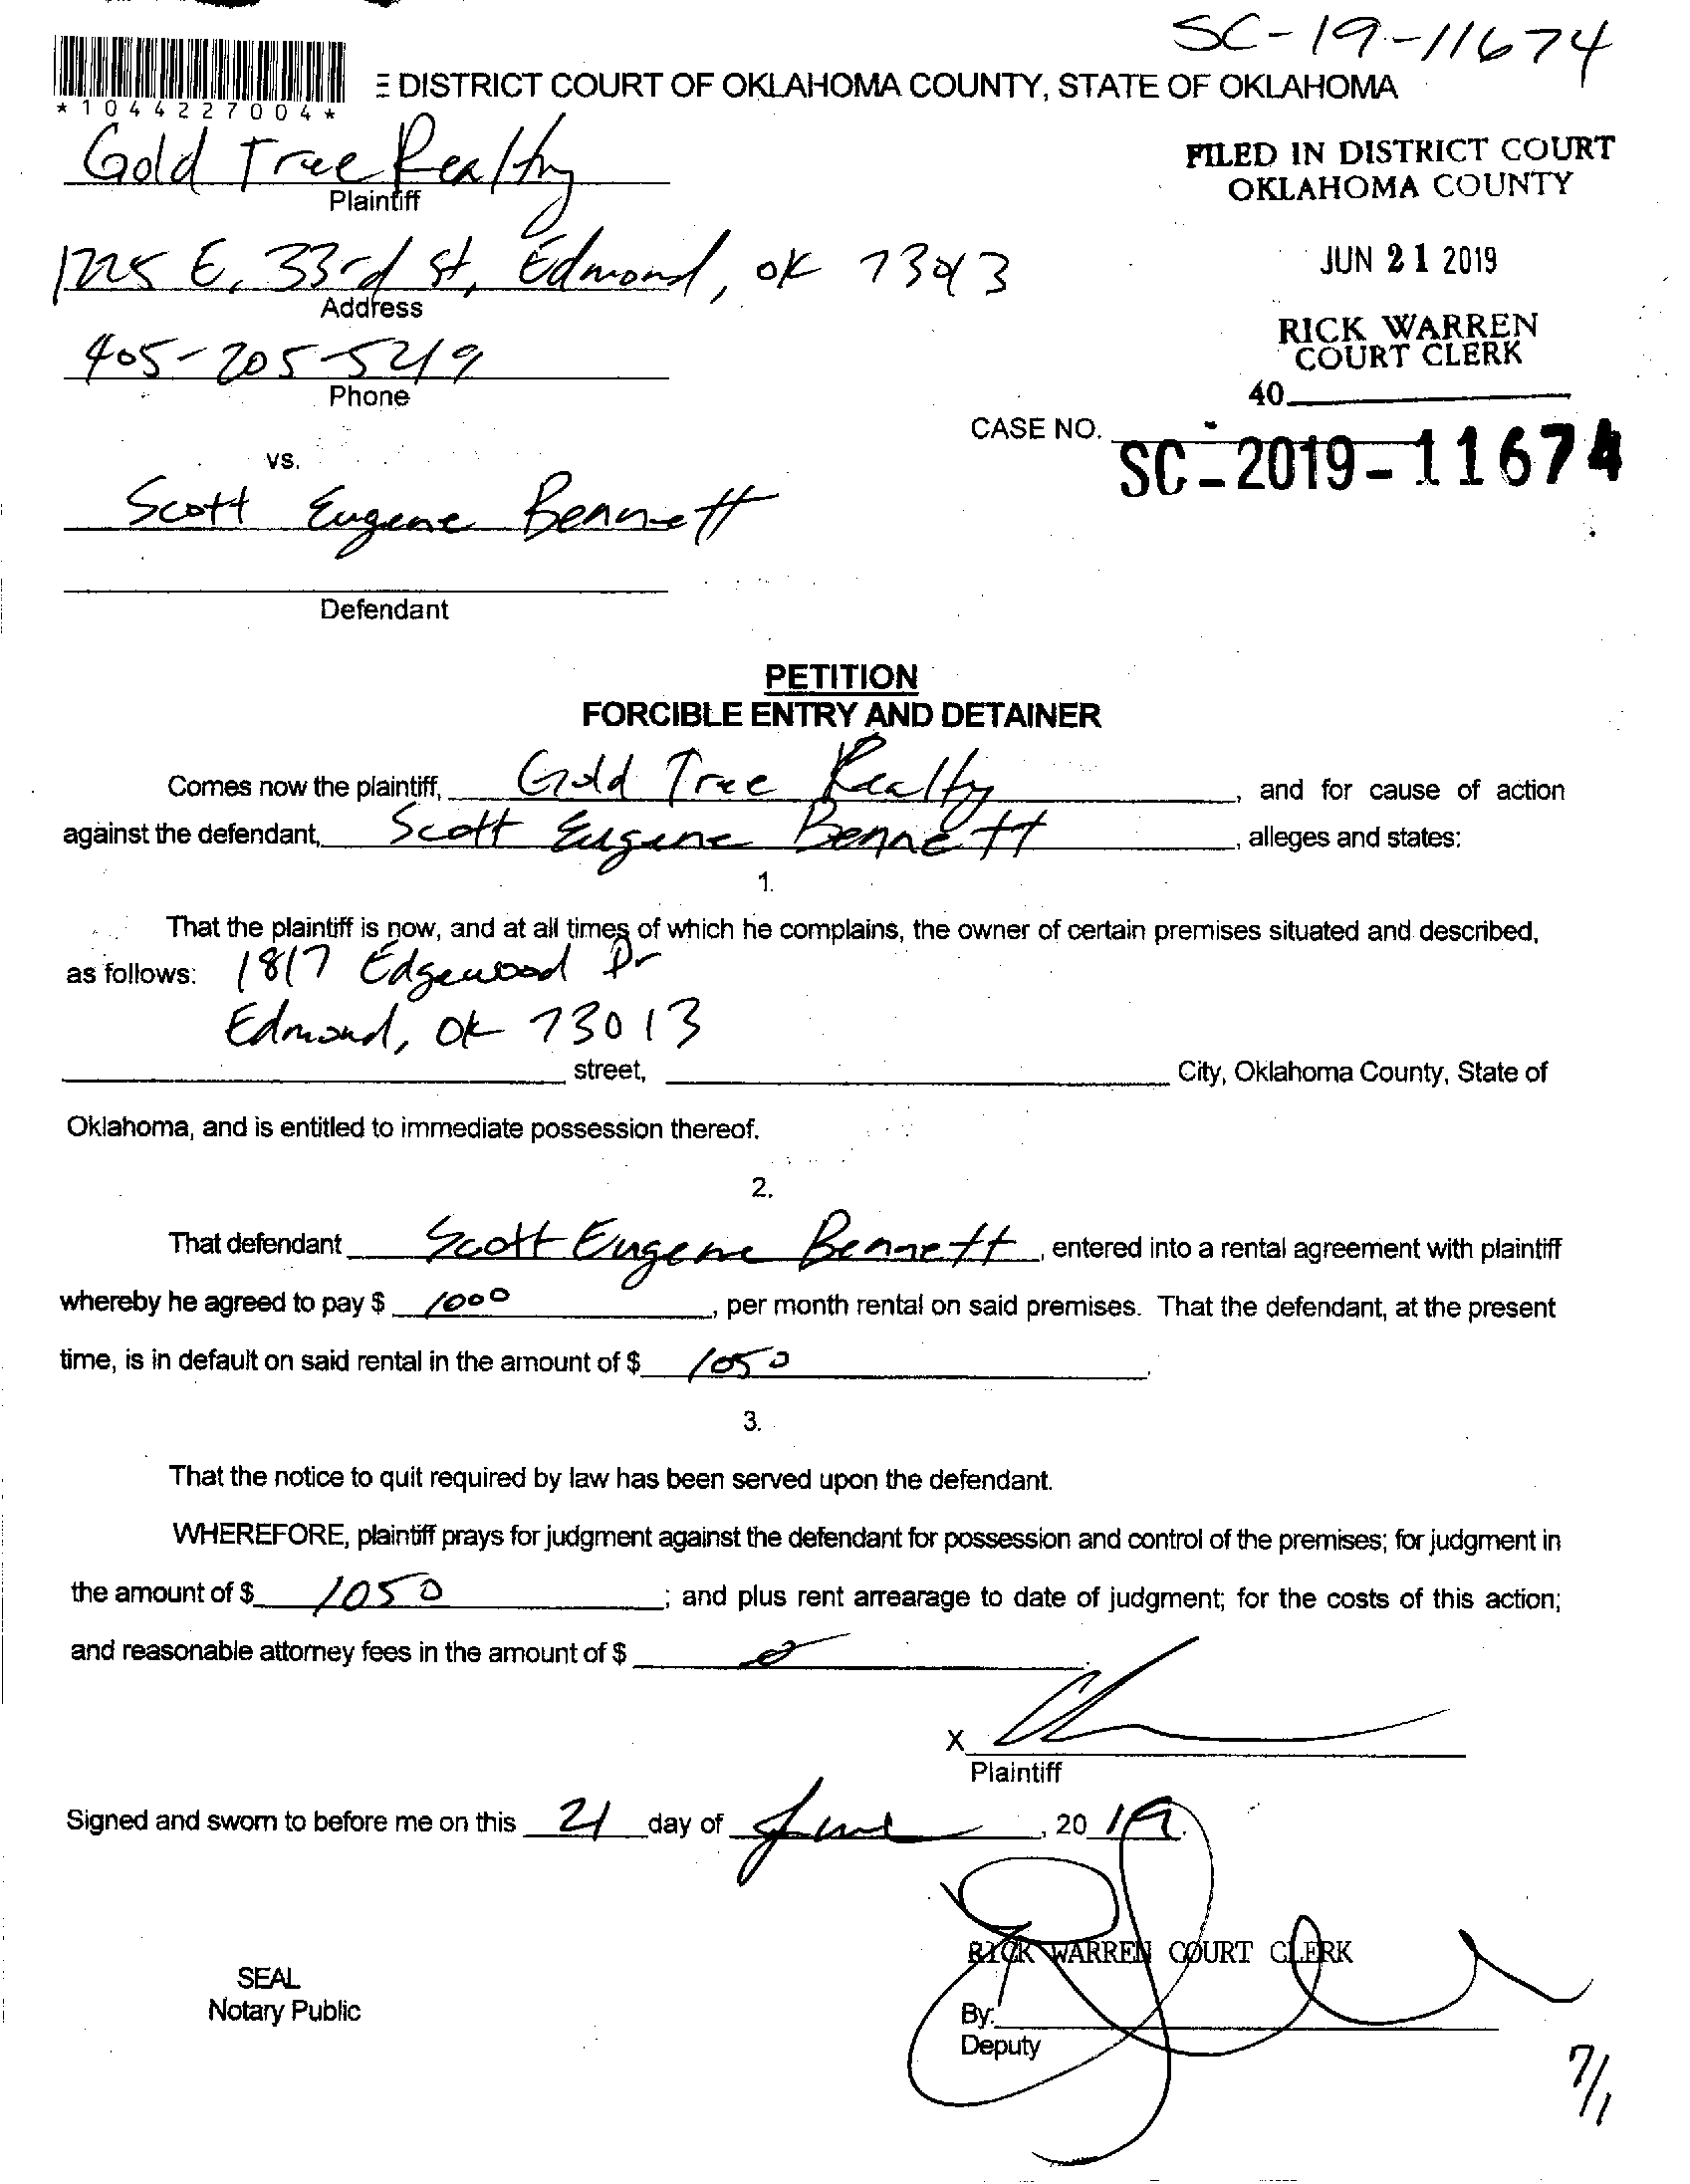 SC-19-11674
*1044227004*
DISTRICT COURT OF OKLAHOMA COUNTY, STATE OF OKLAHOMA
Gold Tree Realty
Plaintiff
FILED IN DISTRICT COURT
OKLAHOMA COUNTY
1225 E. 33rd St, Edmond, OK
Address
JUN 21 2019
405-205-5219
Phone
RICK WARREN
COURT CLERK
40
CASE NO.
SC-2019-11674
vs.
Scott Eugene Bennett
Defendant
PETITION
FORCIBLE ENTRY AND DETAINER
Comes now the plaintiff, Gold Tree Realty, and for cause of action
against the defendant, Scott Eugene Bennett, alleges and states:
1.
That the plaintiff is now, and at all times of which he complains, the owner of certain premises situated and described,
as follows: 1817 Edgewood Dr
Edmond, OK 73013
street, City, Oklahoma County, State of
Oklahoma, and is entitled to immediate possession thereof.
2.
That defendant Scott Eugene Bennett, entered into a rental agreement with plaintiff
whereby he agreed to pay $ 1000, per month rental on said premises. That the defendant, at the present
time, is in default on said rental in the amount of $ 1050.
3.
That the notice to quit required by law has been served upon the defendant.
WHEREFORE, plaintiff prays for judgment against the defendant for possession and control of the premises; for judgment in
the amount of $ 1050; and plus rent arrearage to date of judgment; for the costs of this action;
and reasonable attorney fees in the amount of $
X
Plaintiff
Signed and sworn to before me on this 21 day of June, 2019.
RICK WARREN COURT CLERK
SEAL
Notary Public
By:
Deputy
7/1